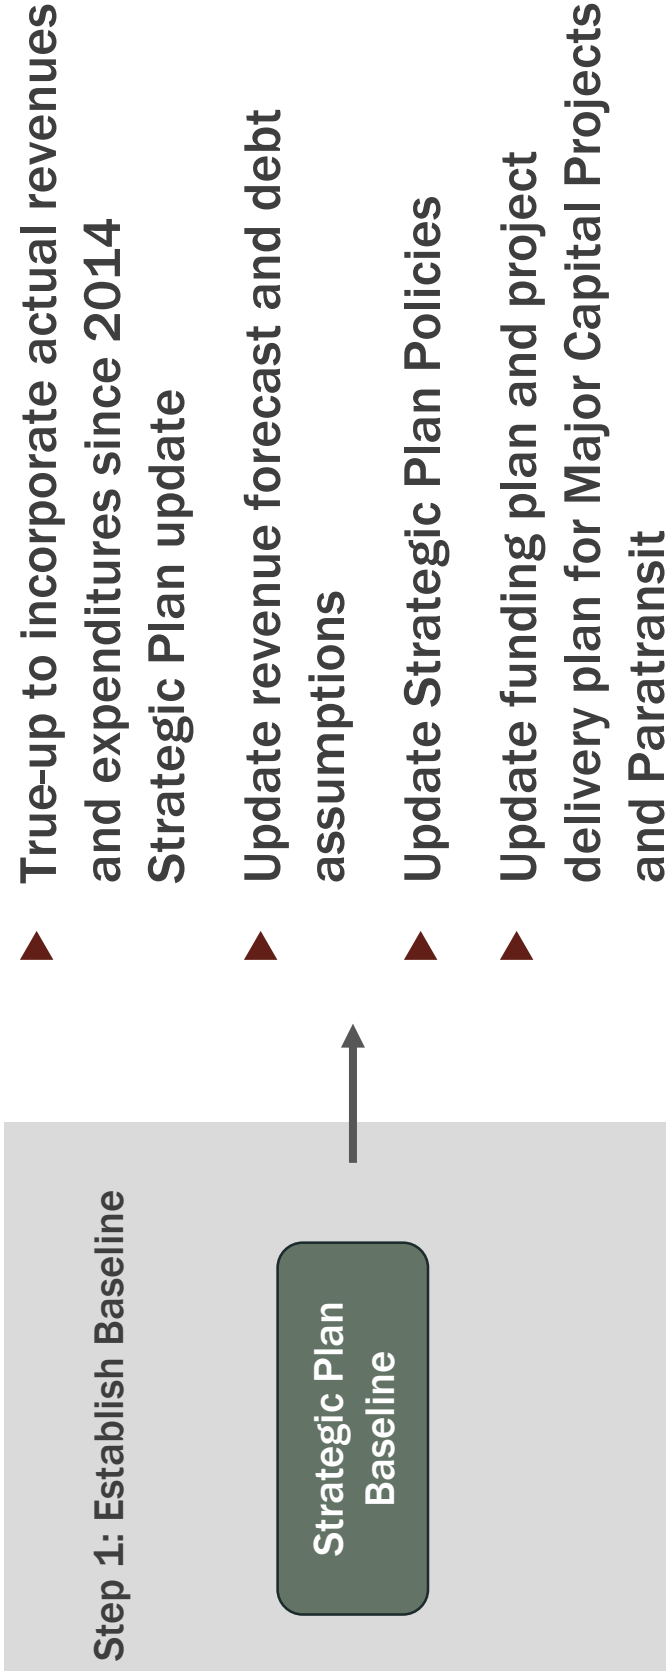 Step 1: Establish Baseline
Strategic Plan
Baseline
True-up to incorporate actual revenues
and expenditures since 2014
Strategic Plan update
Update revenue forecast and debt
assumptions
Update Strategic Plan Policies
Update funding plan and project
delivery plan for Major Capital Projects
and Paratransit